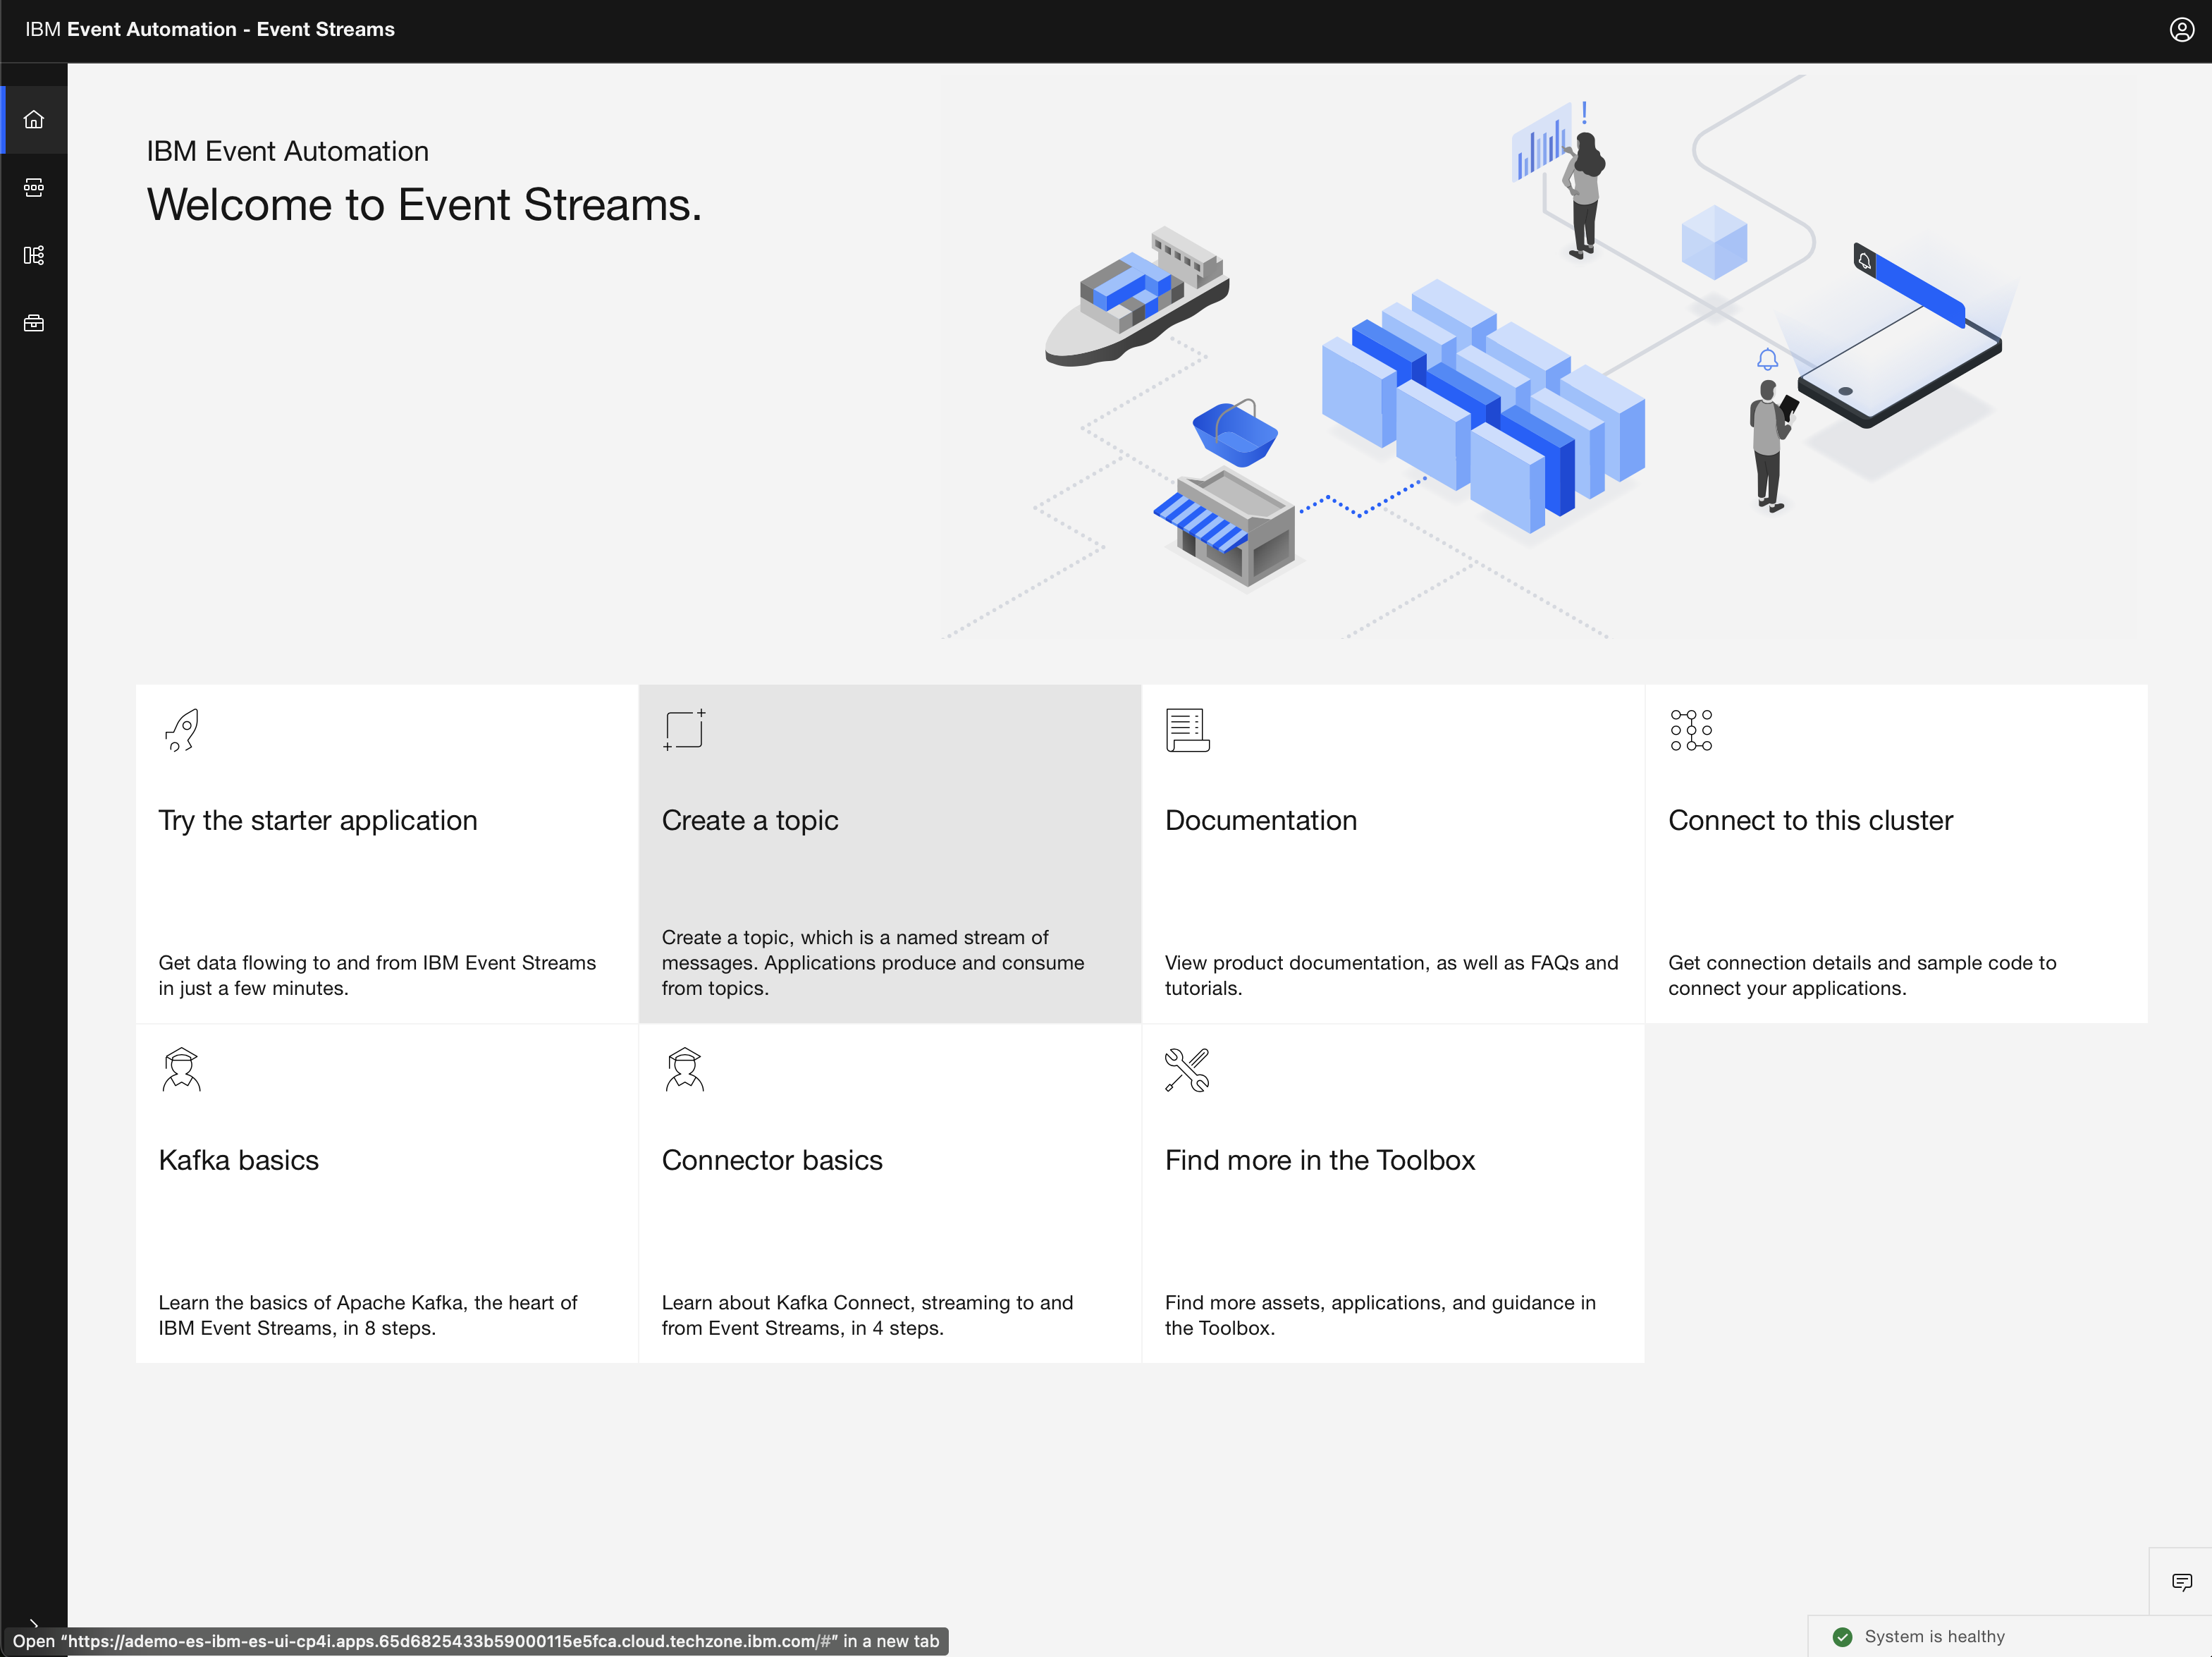 IBM Event Automation - Event Streams
IBM Event Automation
Welcome to Event Streams.
!
Try the starter application
Get data flowing to and from IBM Event Streams
in just a few minutes.
Create a topic
Create a topic, which is a named stream of
messages. Applications produce and consume
from topics.
Documentation
View product documentation, as well as FAQs and
tutorials.
Connect to this cluster
Get connection details and sample code to
connect your applications.
Kafka basics
Learn the basics of Apache Kafka, the heart of
IBM Event Streams, in 8 steps.
Connector basics
Learn about Kafka Connect, streaming to and
from Event Streams, in 4 steps.
Find more in the Toolbox
Find more assets, applications, and guidance in
the Toolbox.
Open “https://ademo-es-ibm-es-ui-cp4i.apps.65d6825433b59000115e5fca.cloud.techzone.ibm.com/#” in a new tab
System is healthy